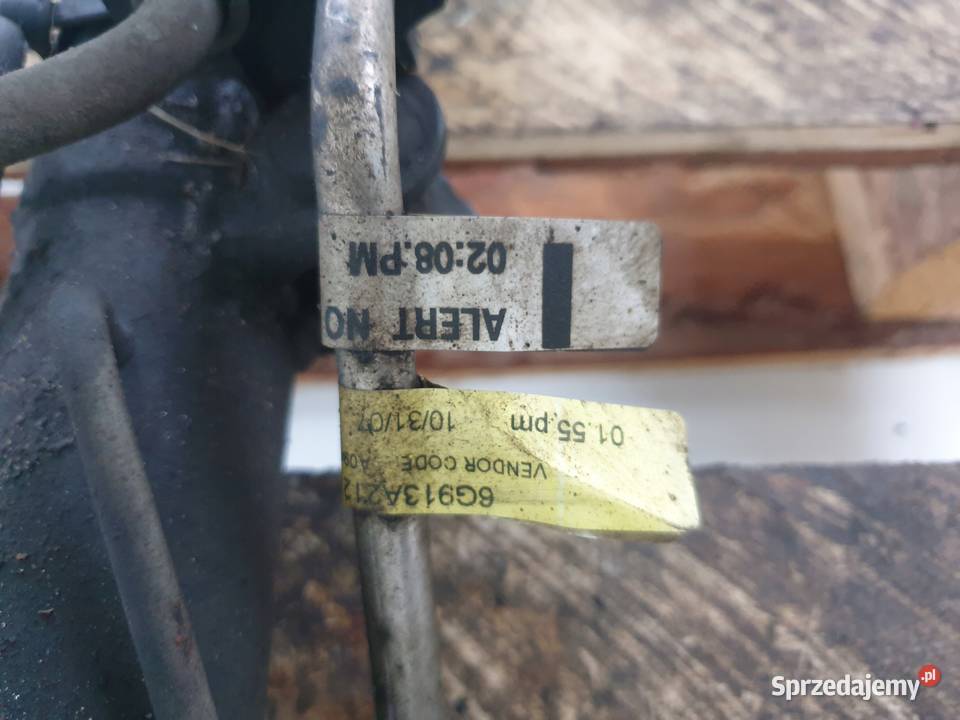 6G913A
VENDOR CODE
10/31/07 01.55.pm
ALERT NO
02:08.PM
Sprzedajemy.pl